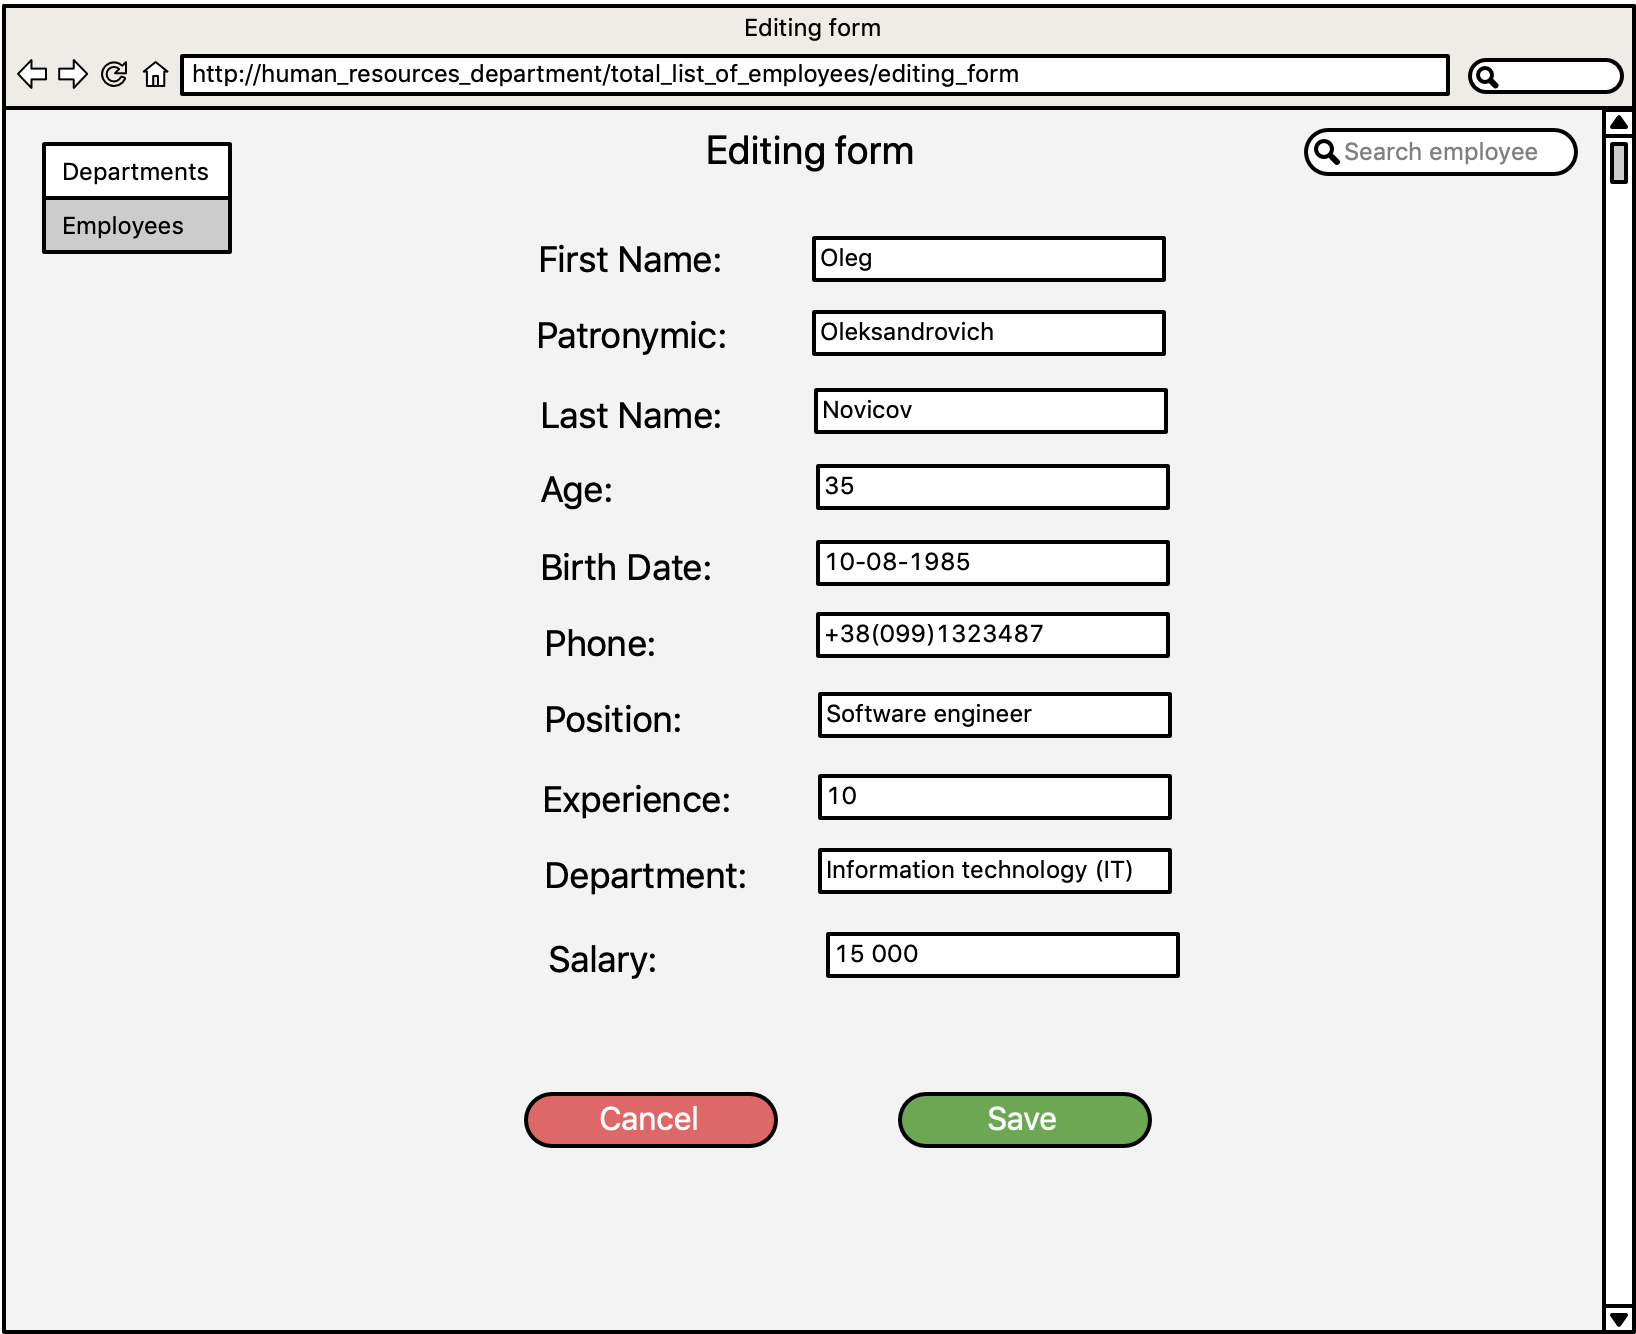 Editing form
http://human_resources_department/total_list_of_employees/editing_form
Editing form
Search employee
Departments
Employees
First Name: Oleg
Patronymic: Oleksandrovich
Last Name: Novicov
Age: 35
Birth Date: 10-08-1985
Phone: +38(099)1323487
Position: Software engineer
Experience: 10
Department: Information technology (IT)
Salary: 15 000
Cancel Save